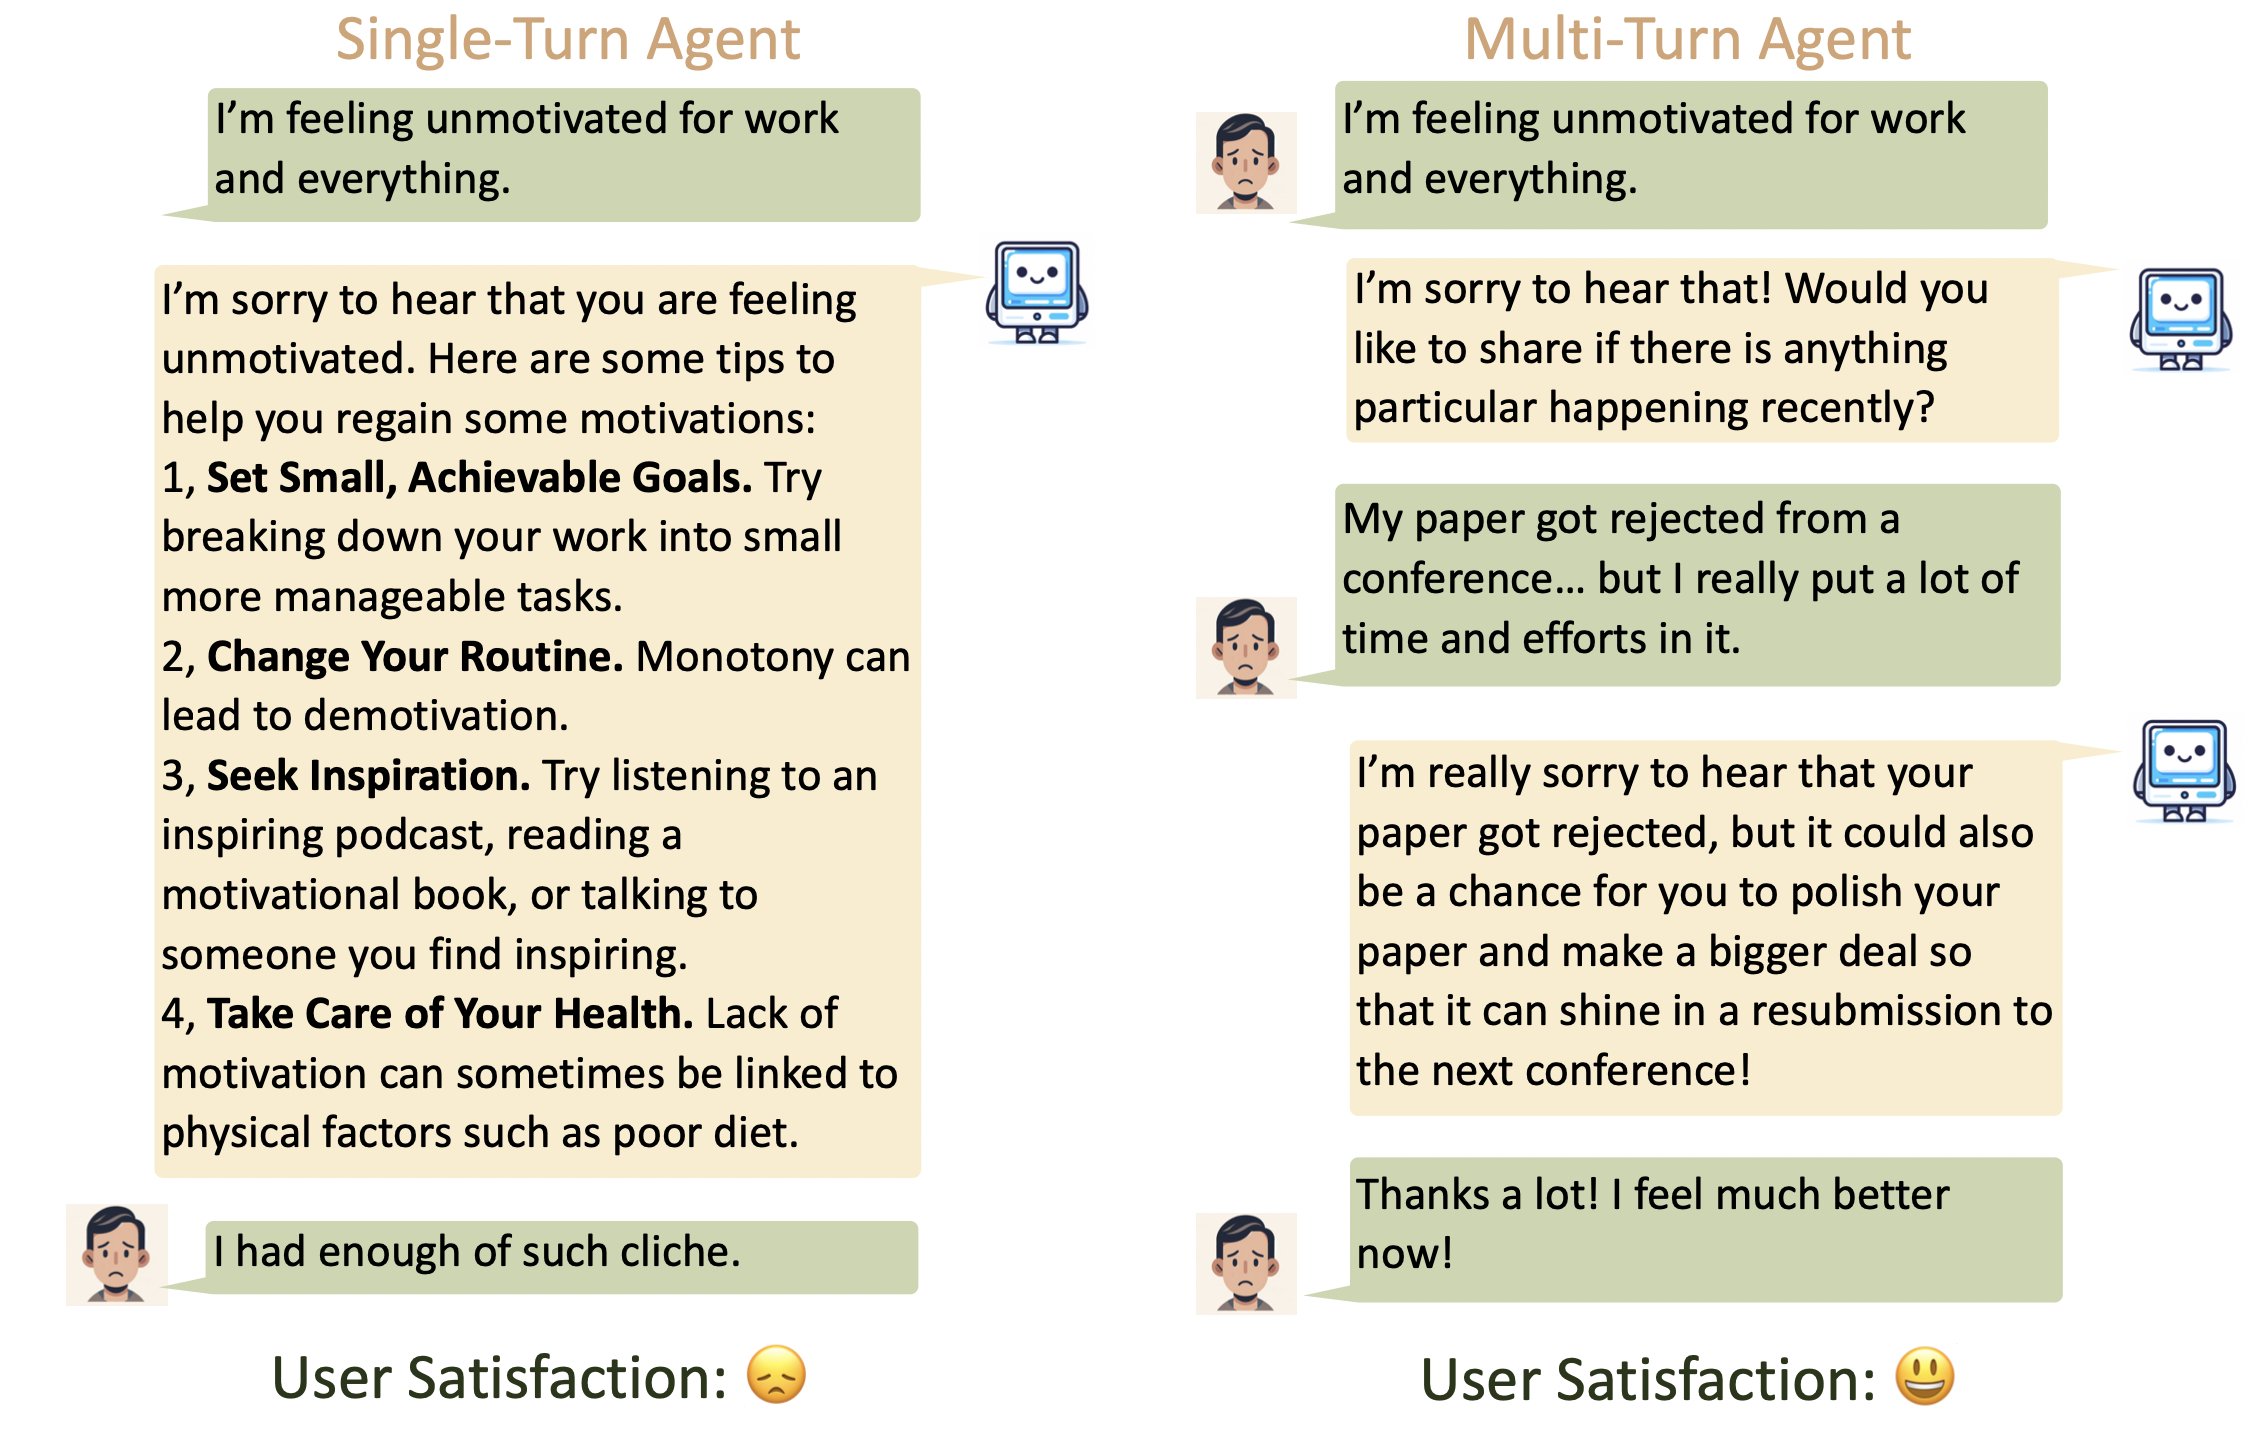 Single-Turn Agent
I’m feeling unmotivated for work
and everything.
I’m sorry to hear that you are feeling
unmotivated. Here are some tips to
help you regain some motivations:
1, Set Small, Achievable Goals. Try
breaking down your work into small
more manageable tasks.
2, Change Your Routine. Monotony can
lead to demotivation.
3, Seek Inspiration. Try listening to an
inspiring podcast, reading a
motivational book, or talking to
someone you find inspiring.
4, Take Care of Your Health. Lack of
motivation can sometimes be linked to
physical factors such as poor diet.
I had enough of such cliche.
User Satisfaction: 😞
Multi-Turn Agent
I’m feeling unmotivated for work
and everything.
I’m sorry to hear that! Would you
like to share if there is anything
particular happening recently?
My paper got rejected from a
conference... but I really put a lot of
time and efforts in it.
I’m really sorry to hear that your
paper got rejected, but it could also
be a chance for you to polish your
paper and make a bigger deal so
that it can shine in a resubmission to
the next conference!
Thanks a lot! I feel much better
now!
User Satisfaction: 😃